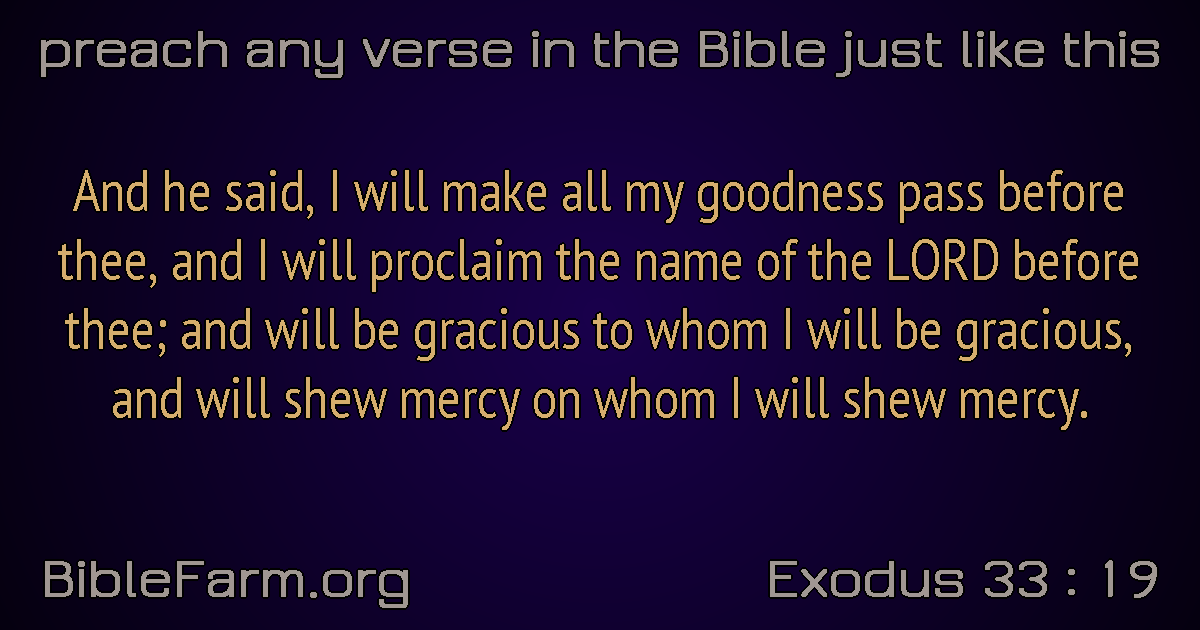 preach any verse in the Bible just like this
And he said, I will make all my goodness pass before
thee, and I will proclaim the name of the LORD before
thee; and will be gracious to whom I will be gracious,
and will shew mercy on whom I will shew mercy.
BibleFarm.org
Exodus 33 : 19